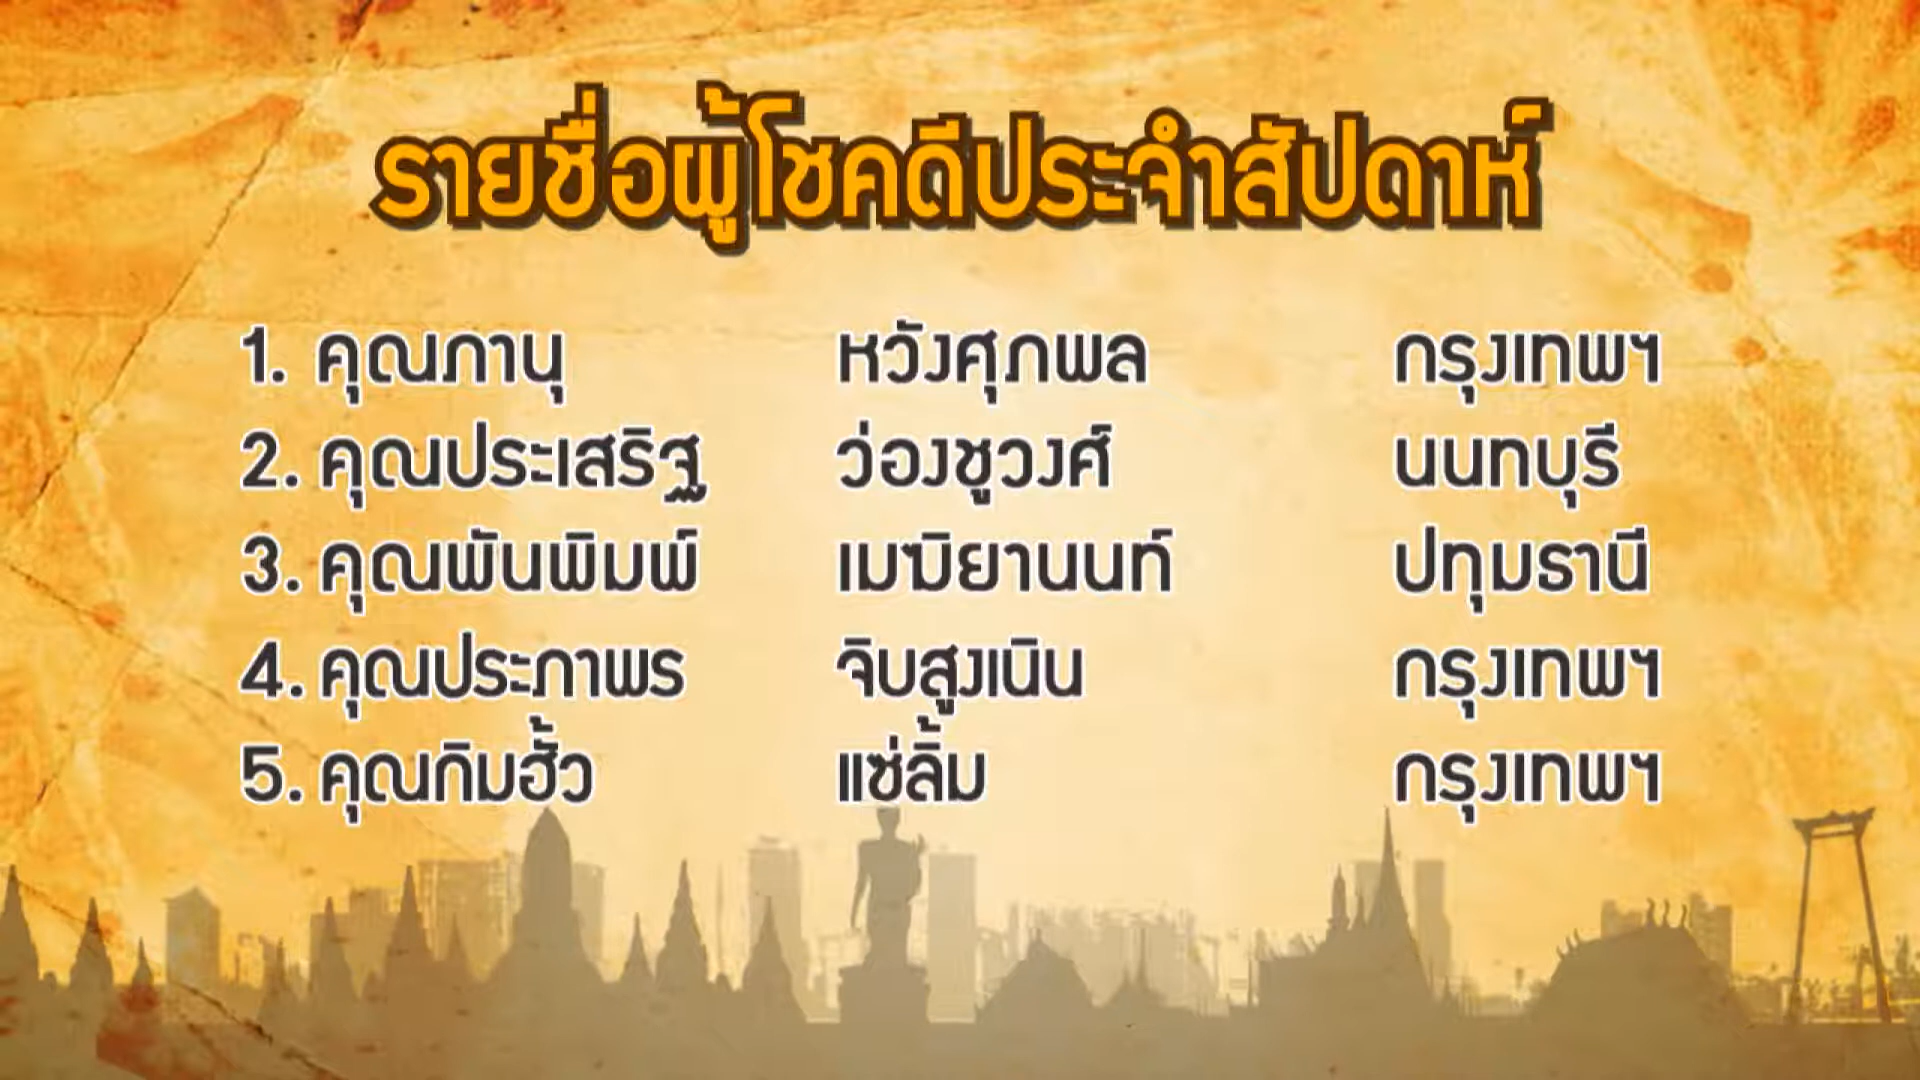 รายชื่อผู้โชคดีประจำสัปดาห์
1. คุณภานุ หวังศุภผล กรุงเทพฯ
2. คุณประเสริฐ ว่องชูวงศ์ นนทบุรี
3. คุณพันพิมพ์ เมฆิยานนท์ ปทุมธานี
4. คุณประภาพร จิบสูงเนิน กรุงเทพฯ
5. คุณกิมฮั้ว แซ่ลิ้ม กรุงเทพฯ